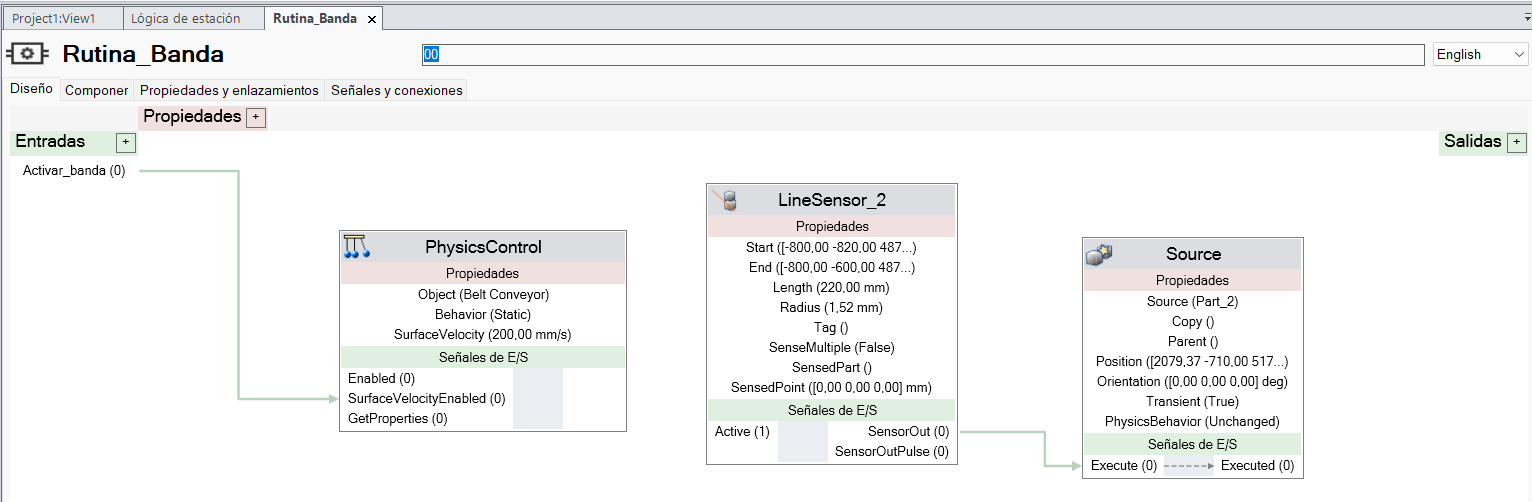 Project1:View1 Lógica de estación Rutina_Banda
Rutina_Banda 00 English
Diseño Componer Propiedades y enlazamientos Señales y conexiones
Propiedades +
Entradas + Salidas +
Activar_banda (0)
PhysicsControl
Propiedades
Object (Belt Conveyor)
Behavior (Static)
SurfaceVelocity (200,00 mm/s)
Señales de E/S
Enabled (0)
SurfaceVelocityEnabled (0)
GetProperties (0)
LineSensor_2
Propiedades
Start ([-800,00 -820,00 487...)
End ([-800,00 -600,00 487...)
Length (220,00 mm)
Radius (1,52 mm)
Tag ()
SenseMultiple (False)
SensedPart ()
SensedPoint ([0,00 0,00 0,00] mm)
Señales de E/S
Active (1) SensorOut (0)
SensorOutPulse (0)
Source
Propiedades
Source (Part_2)
Copy ()
Parent ()
Position ([2079,37 -710,00 517...)
Orientation ([0,00 0,00 0,00] deg)
Transient (True)
PhysicsBehavior (Unchanged)
Señales de E/S
Execute (0) Executed (0)